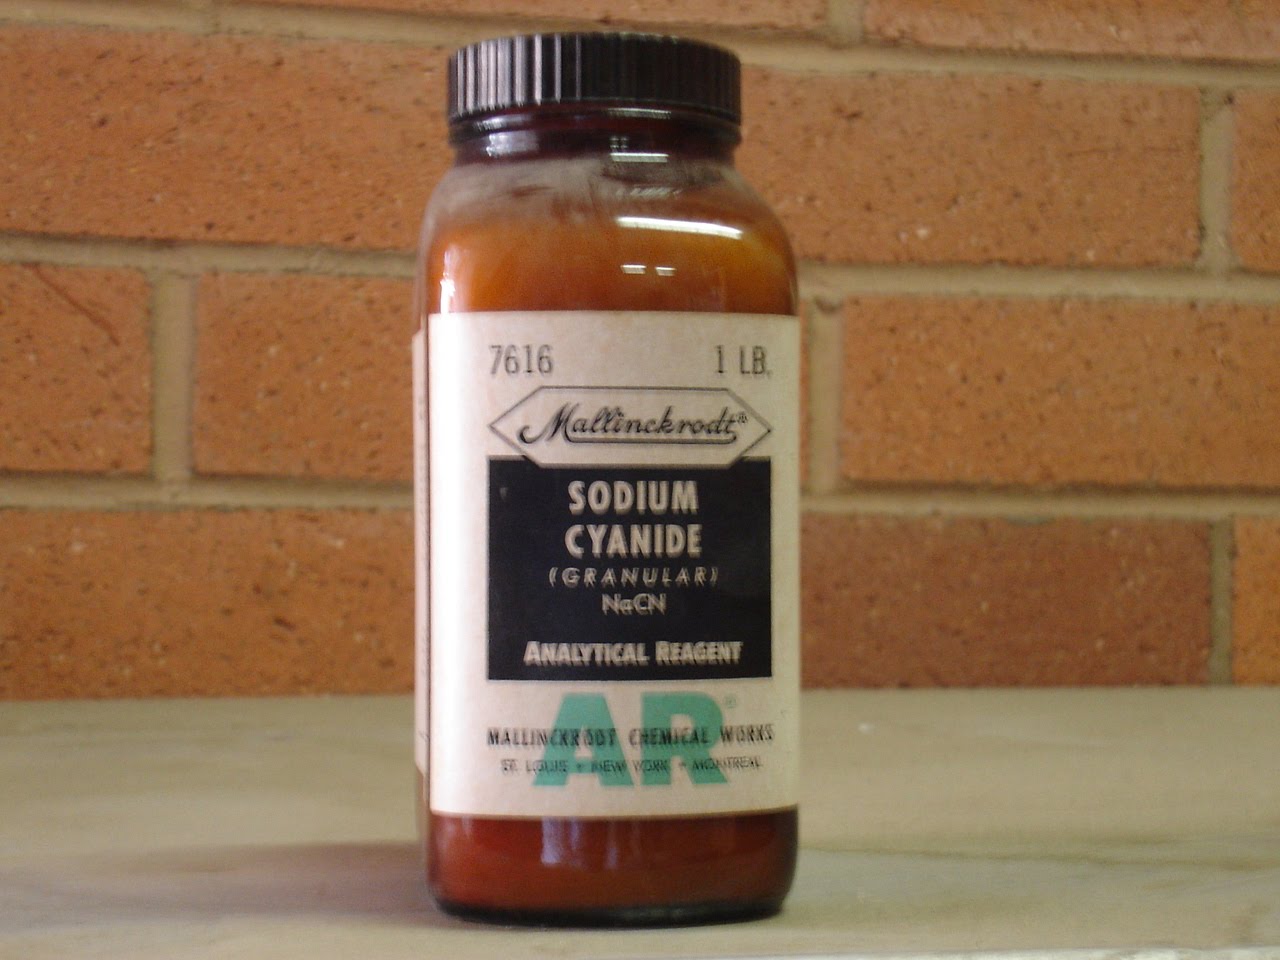 7616 1 LB.
Mallinckrodt®
SODIUM
CYANIDE
(GRANULAR)
NaCN
ANALYTICAL REAGENT
AR®
MALLINCKRODT CHEMICAL WORKS
ST. LOUIS • NEW YORK • MONTREAL